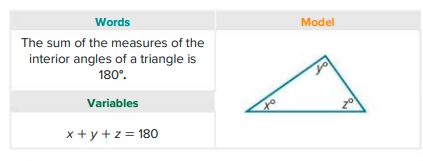 Words
The sum of the measures of the
interior angles of a triangle is
180°.
Variables
x + y + z = 180
Model
y°
x°
z°